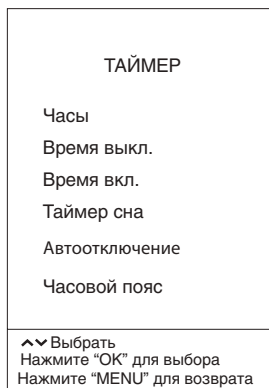 ТАЙМЕР
Часы
Время выкл.
Время вкл.
Таймер сна
Автоотключение
Часовой пояс
Выбрать
Нажмите “OK” для выбора
Нажмите “MENU” для возврата